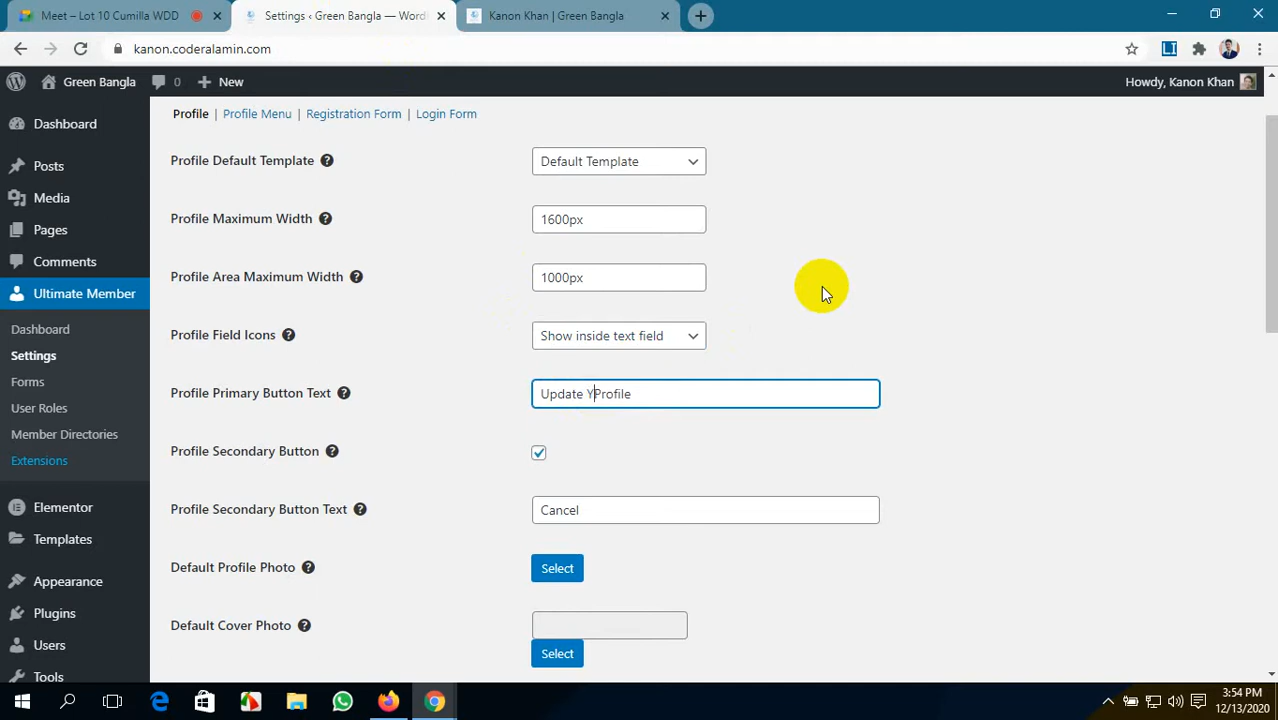 Meet – Lot 10 Cumilla WDD
Settings ‹ Green Bangla — Word
Kanon Khan | Green Bangla
kanon.coderalamin.com
Green Bangla
0
New
Howdy, Kanon Khan
Dashboard
Posts
Media
Pages
Comments
Ultimate Member
Dashboard
Settings
Forms
User Roles
Member Directories
Extensions
Elementor
Templates
Appearance
Plugins
Users
Tools
Profile | Profile Menu | Registration Form | Login Form
Profile Default Template
Default Template
Profile Maximum Width
1600px
Profile Area Maximum Width
1000px
Profile Field Icons
Show inside text field
Profile Primary Button Text
Update YProfile
Profile Secondary Button
Profile Secondary Button Text
Cancel
Default Profile Photo
Select
Default Cover Photo
Select
3:54 PM
12/13/2020